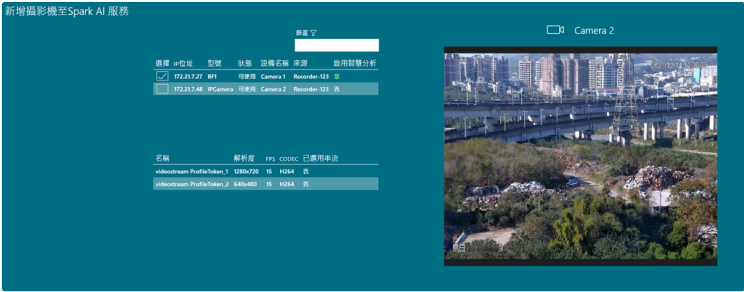 新增攝影機至Spark AI 服務
篩選
Camera 2
選擇 IP位址 型號 狀態 設備名稱 來源 啟用智慧分析
172.21.7.27 BF1 可使用 Camera 1 Recorder-123 是
172.21.7.48 IPCamera 可使用 Camera 2 Recorder-123 否
名稱 解析度 FPS CODEC 已選用串流
videostream ProfileToken_1 1280x720 15 H264 否
videostream ProfileToken_2 640x480 15 H264 否